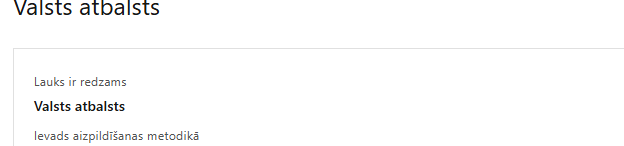 Valsts atbalsts
Lauks ir redzams
Valsts atbalsts
Ievads aizpildīšanas metodikā